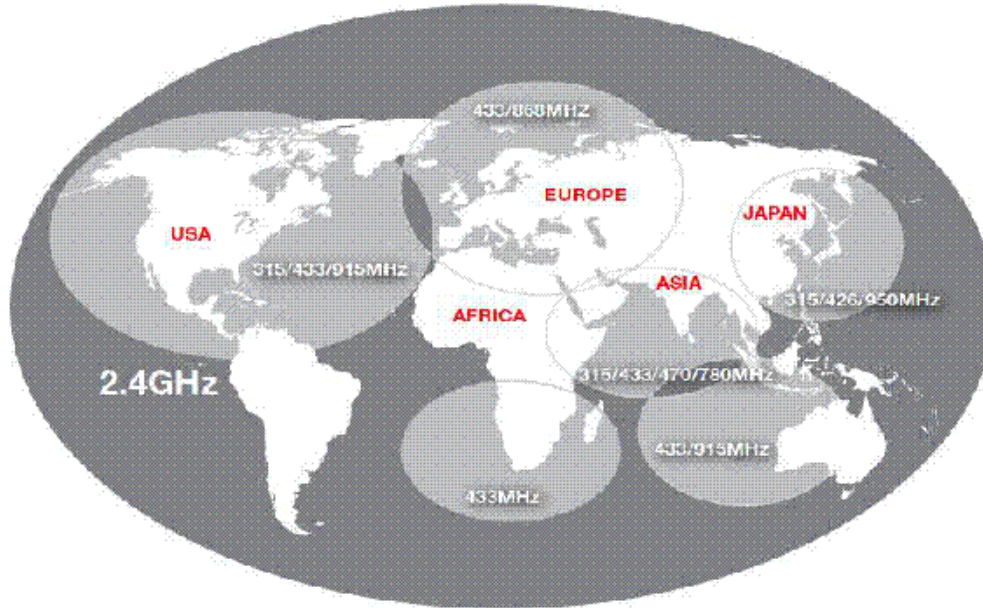 433/868MHZ
EUROPE
JAPAN
USA
315/433/915MHz
ASIA
315/426/950MHz
AFRICA
2.4GHz
315/433/470/780MHz
433/915MHz
433MHz